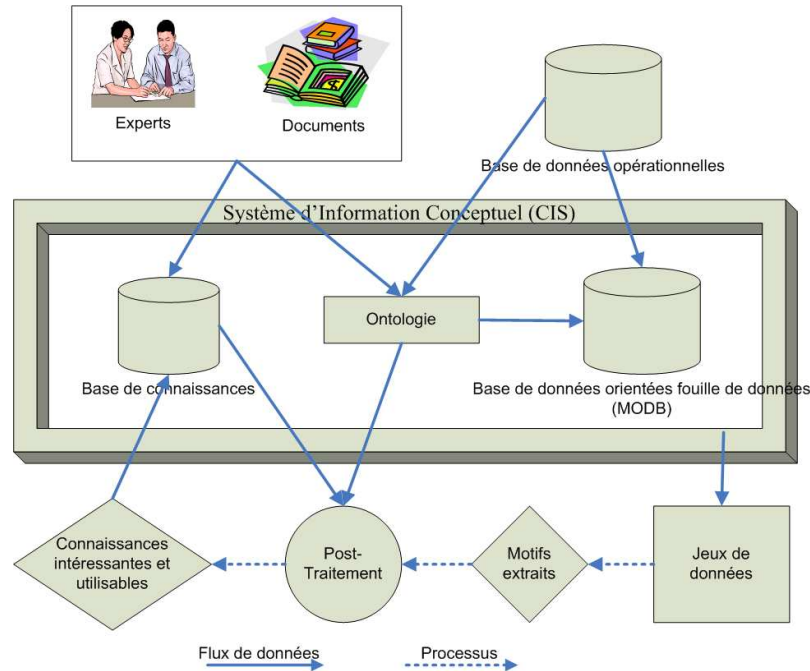 Experts
Documents
Base de données opérationnelles
Système d'Information Conceptuel (CIS)
Ontologie
Base de connaissances
Base de données orientées fouille de données
(MODB)
Connaissances
intéressantes et
utilisables
Post-
Traitement
Motifs
extraits
Jeux de
données
Flux de données
Processus